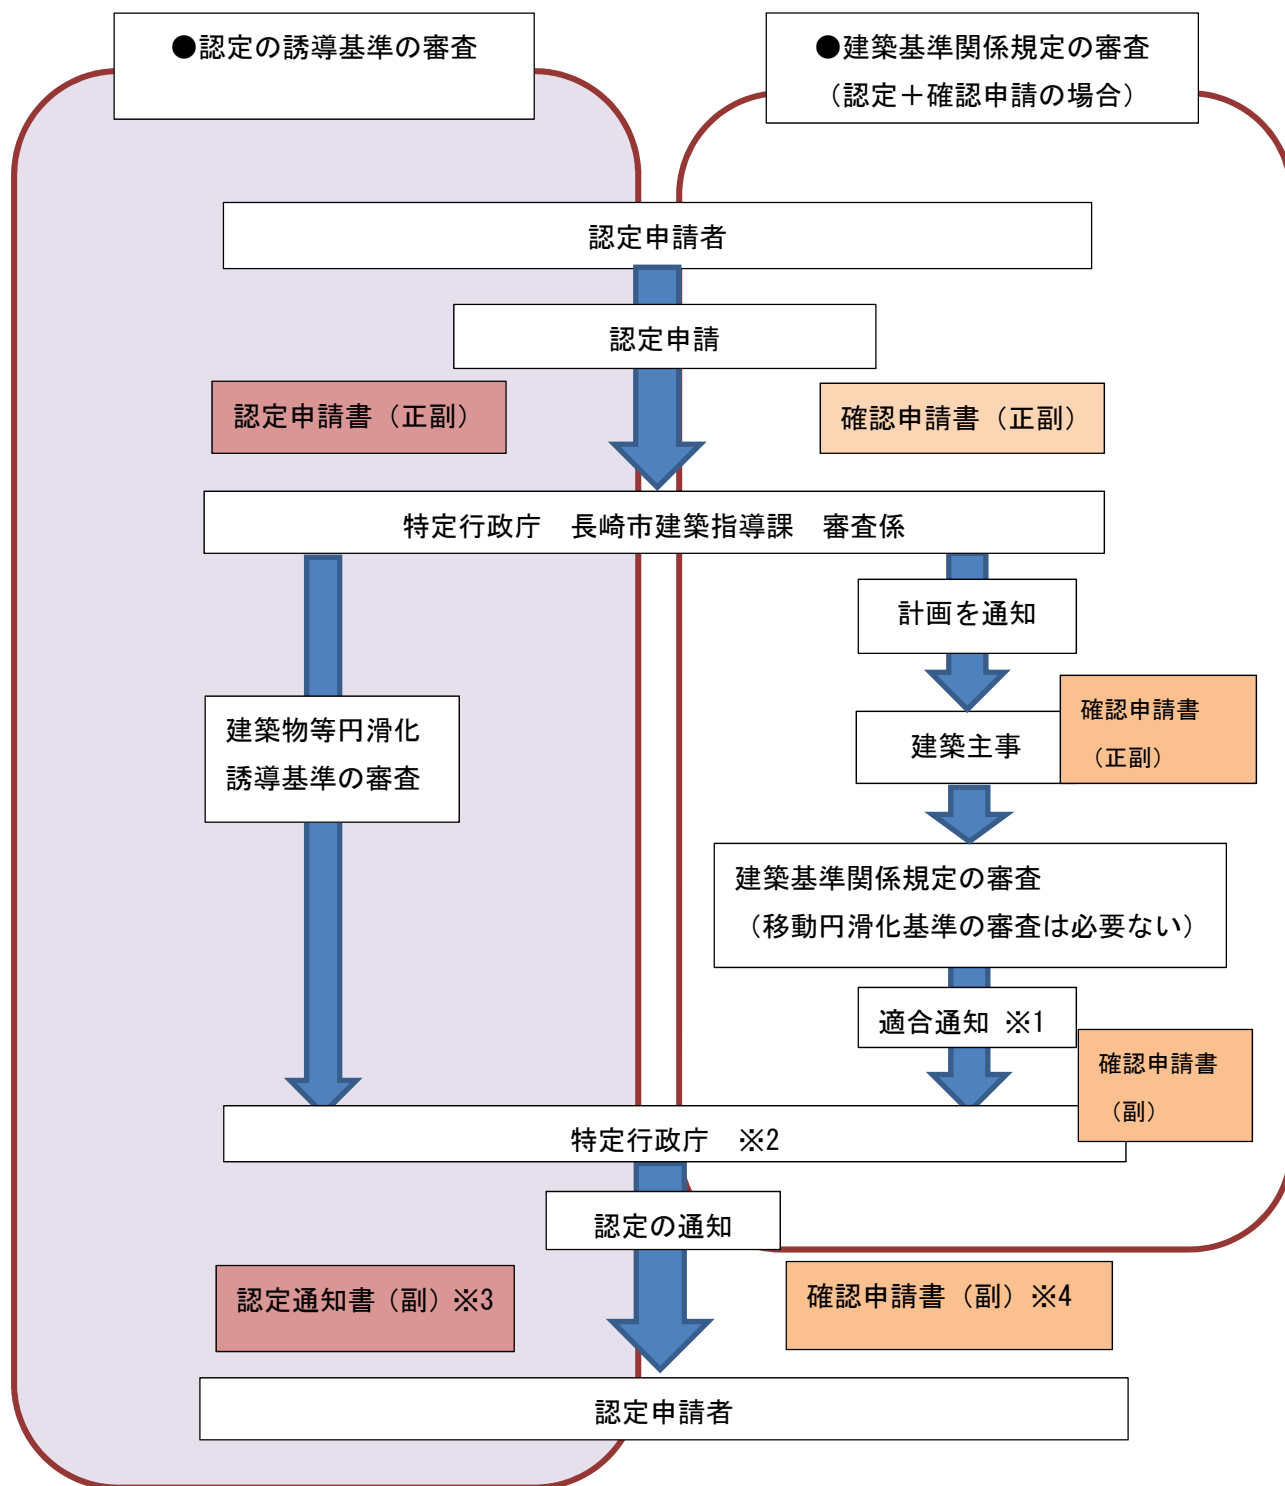 ●認定の誘導基準の審査
●建築基準関係規定の審査
（認定＋確認申請の場合）
認定申請者
認定申請
認定申請書（正副）
確認申請書（正副）
特定行政庁　長崎市建築指導課　審査係
計画を通知
建築物等円滑化
誘導基準の審査
建築主事
確認申請書
（正副）
建築基準関係規定の審査
（移動円滑化基準の審査は必要ない）
適合通知 ※1
確認申請書
（副）
特定行政庁　※2
認定の通知
認定通知書（副）※3
確認申請書（副）※4
認定申請者